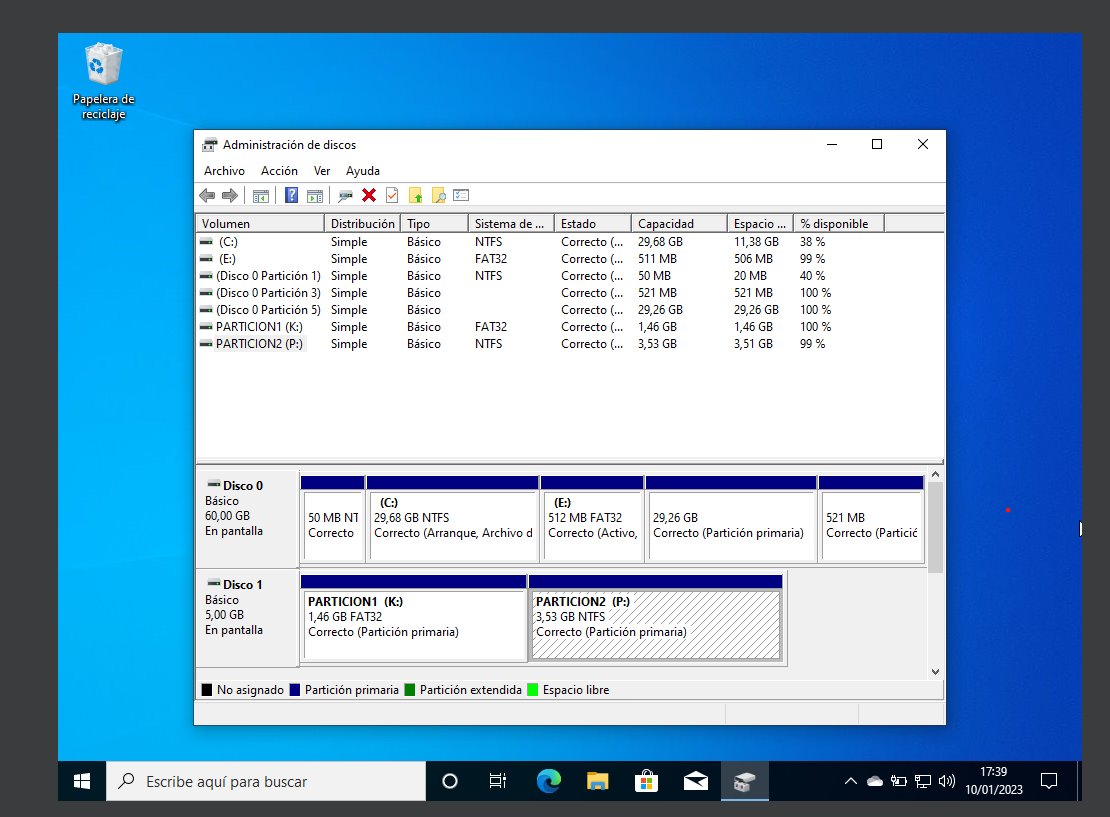 Papelera de
reciclaje
Administración de discos
Archivo Acción Ver Ayuda
Volumen Distribución Tipo Sistema de ... Estado Capacidad Espacio ... % disponible
(C:) Simple Básico NTFS Correcto (... 29,68 GB 11,38 GB 38 %
(E:) Simple Básico FAT32 Correcto (... 511 MB 506 MB 99 %
(Disco 0 Partición 1) Simple Básico NTFS Correcto (... 50 MB 20 MB 40 %
(Disco 0 Partición 3) Simple Básico Correcto (... 521 MB 521 MB 100 %
(Disco 0 Partición 5) Simple Básico Correcto (... 29,26 GB 29,26 GB 100 %
PARTICION1 (K:) Simple Básico FAT32 Correcto (... 1,46 GB 1,46 GB 100 %
PARTICION2 (P:) Simple Básico NTFS Correcto (... 3,53 GB 3,51 GB 99 %
Disco 0
Básico
60,00 GB
En pantalla
50 MB NT
Correcto
(C:)
29,68 GB NTFS
Correcto (Arranque, Archivo d
(E:)
512 MB FAT32
Correcto (Activo,
29,26 GB
Correcto (Partición primaria)
521 MB
Correcto (Partició
Disco 1
Básico
5,00 GB
En pantalla
PARTICION1 (K:)
1,46 GB FAT32
Correcto (Partición primaria)
PARTICION2 (P:)
3,53 GB NTFS
Correcto (Partición primaria)
No asignado Partición primaria Partición extendida Espacio libre
Escribe aquí para buscar
17:39
10/01/2023